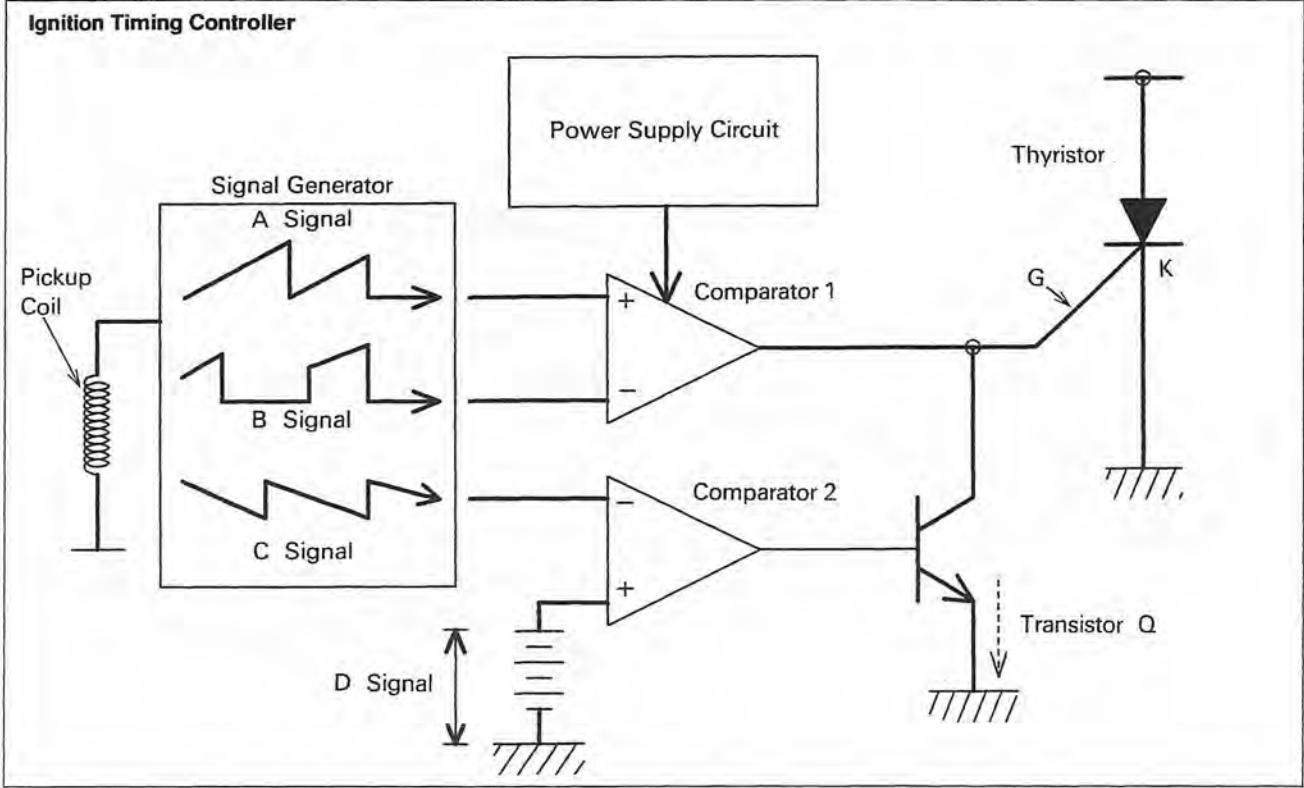 Ignition Timing Controller
Power Supply Circuit
Thyristor
Signal Generator
A Signal
Pickup
Coil
G
K
+
Comparator 1
−
B Signal
−
Comparator 2
C Signal
+
Transistor Q
D Signal